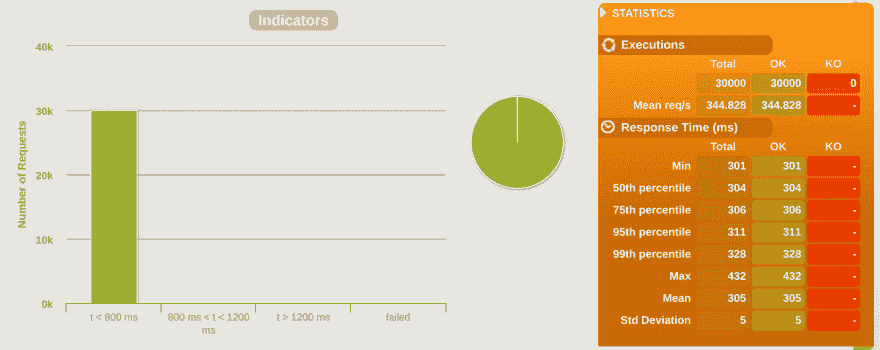 Indicators
Number of Requests
40k
30k
20k
10k
0k
t < 800 ms
800 ms < t < 1200
ms
t > 1200 ms
failed
STATISTICS
Executions
Total OK KO
30000 30000 0
Mean req/s 344.828 344.828 -
Response Time (ms)
Total OK KO
Min 301 301 -
50th percentile 304 304 -
75th percentile 306 306 -
95th percentile 311 311 -
99th percentile 328 328 -
Max 432 432 -
Mean 305 305 -
Std Deviation 5 5 -